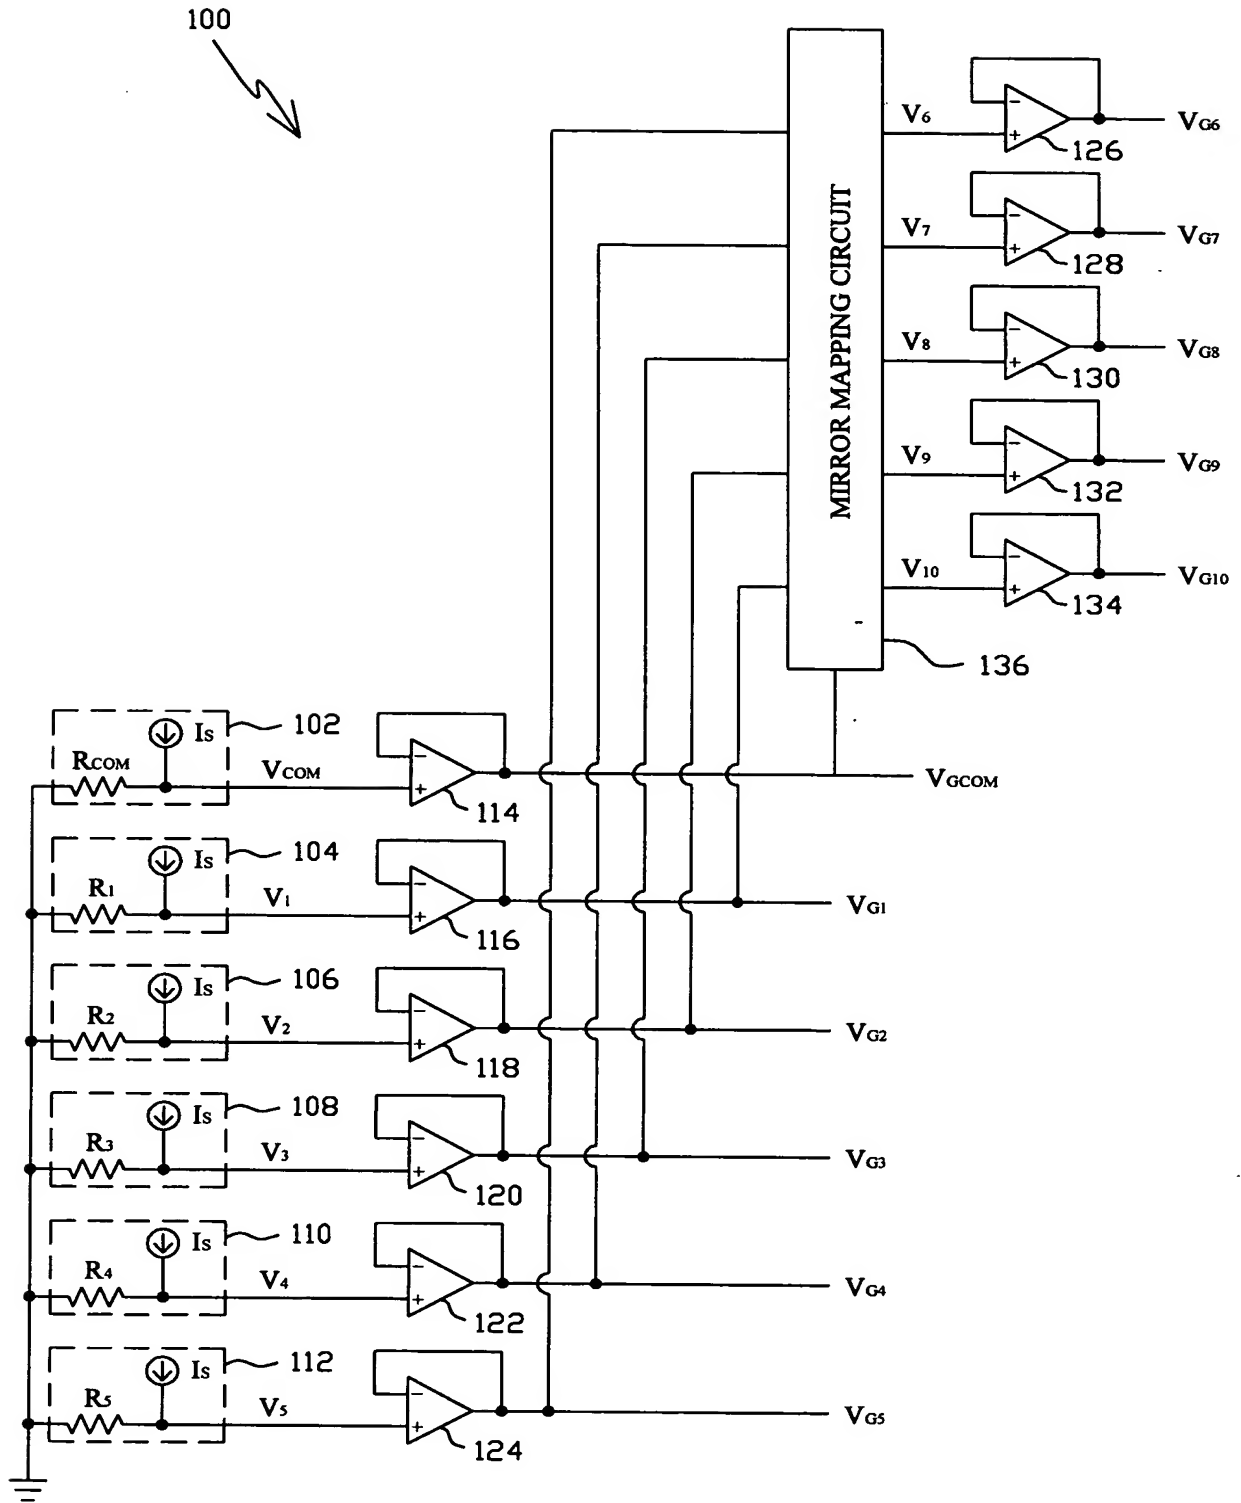 100
V6
- +
126
VG6
V7
- +
128
VG7
MIRROR MAPPING CIRCUIT
V8
- +
130
VG8
V9
- +
132
VG9
V10
- +
134
VG10
136
RCOM Is 102
VCOM
- +
114
VGCOM
R1 Is 104
V1
- +
116
VG1
R2 Is 106
V2
- +
118
VG2
R3 Is 108
V3
- +
120
VG3
R4 Is 110
V4
- +
122
VG4
R5 Is 112
V5
- +
124
VG5